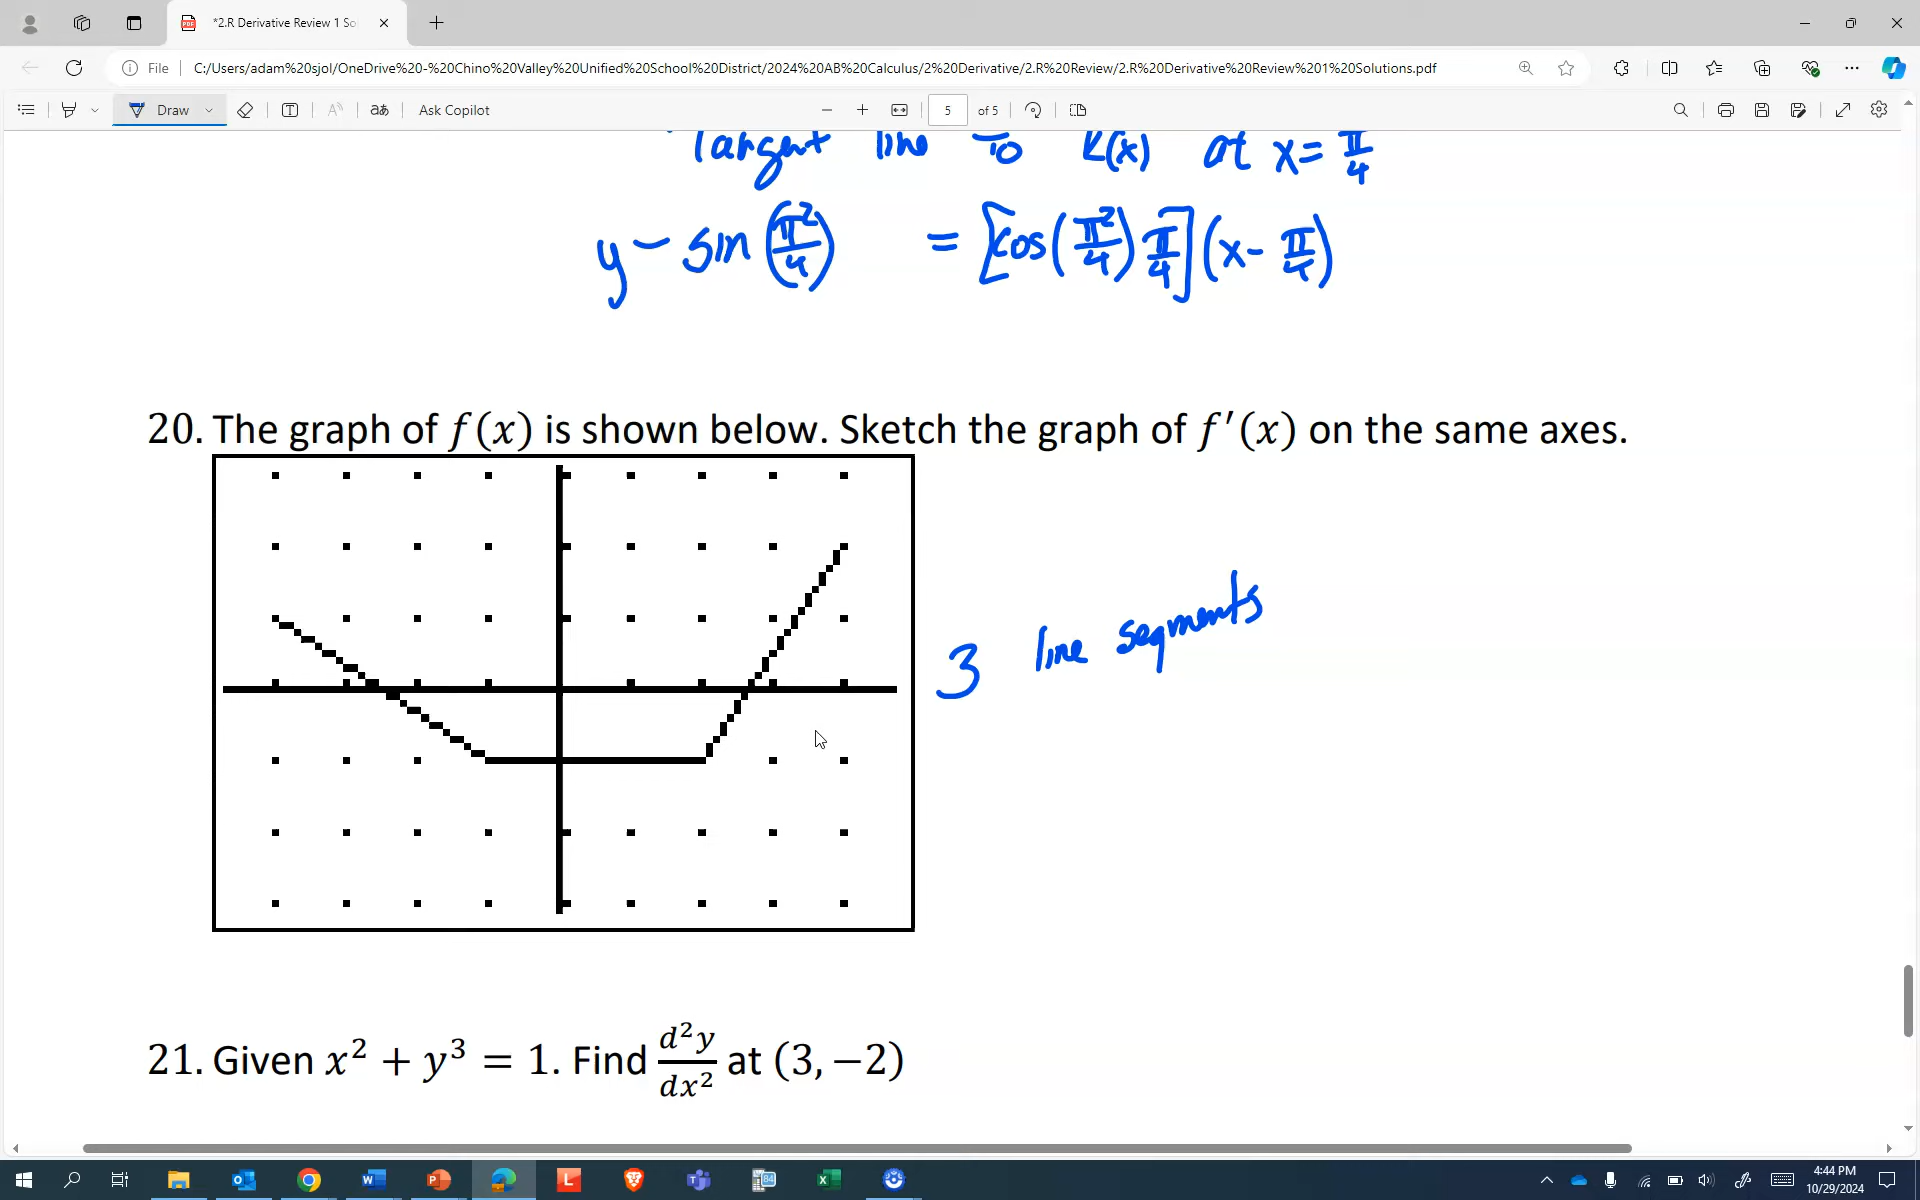 *2.R Derivative Review 1 So
File
C:/Users/adam%20sjol/OneDrive%20-%20Chino%20Valley%20Unified%20School%20District/2024%20AB%20Calculus/2%20Derivative/2.R%20Review/2.R%20Derivative%20Review%201%20Solutions.pdf
Draw
Ask Copilot
5 of 5
Tangent line to k(x) at x = π/4
y − sin(π²/4) = [cos(π²/4) π/4](x − π/4)
20. The graph of f(x) is shown below. Sketch the graph of f′(x) on the same axes.
3 line segments
21. Given x² + y³ = 1. Find d²y/dx² at (3, −2)
4:44 PM
10/29/2024